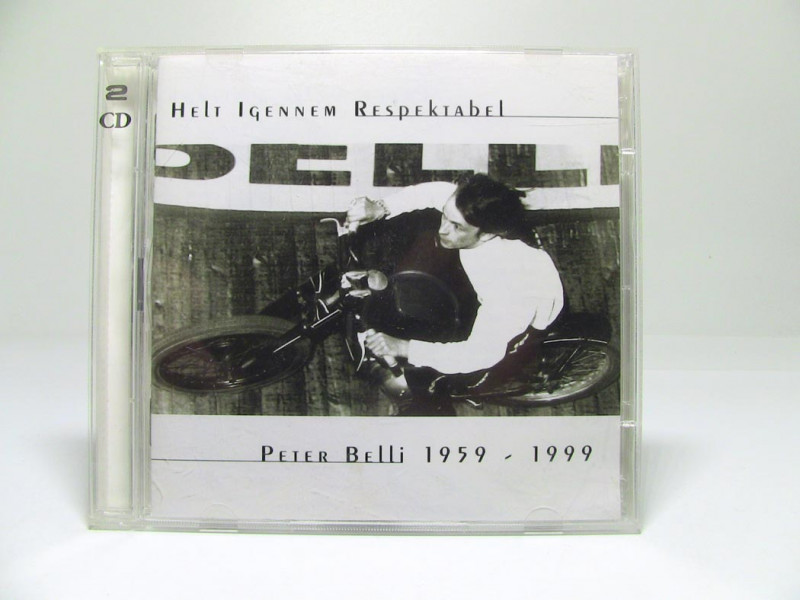 2
CD
HELT IGENNEM RESPEKTABEL
BELLI
PETER BELLI 1959 - 1999